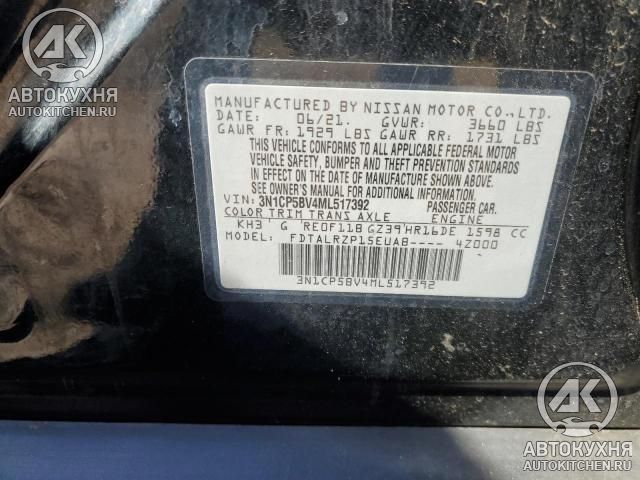 AK
АВТОКУХНЯ
AUTOKITCHEN.RU
MANUFACTURED BY NISSAN MOTOR CO.,LTD.
DATE: 06/21. GVWR: 3660 LBS
GAWR FR: 1929 LBS GAWR RR: 1731 LBS
THIS VEHICLE CONFORMS TO ALL APPLICABLE FEDERAL MOTOR
VEHICLE SAFETY, BUMPER AND THEFT PREVENTION STANDARDS
IN EFFECT ON THE DATE OF MANUFACTURE SHOWN ABOVE.
SEE OWNER'S MANUAL FOR ADDITIONAL INFORMATION.
VIN: 3N1CP5BV4ML517392 PASSENGER CAR.
COLOR TRIM TRANS AXLE ENGINE
KH3 G RE0F11B GZ39 HR16DE 1598 CC
MODEL: FDTALRZP15EUAB---- 4Z000
3N1CP5BV4ML517392
AK
АВТОКУХНЯ
AUTOKITCHEN.RU